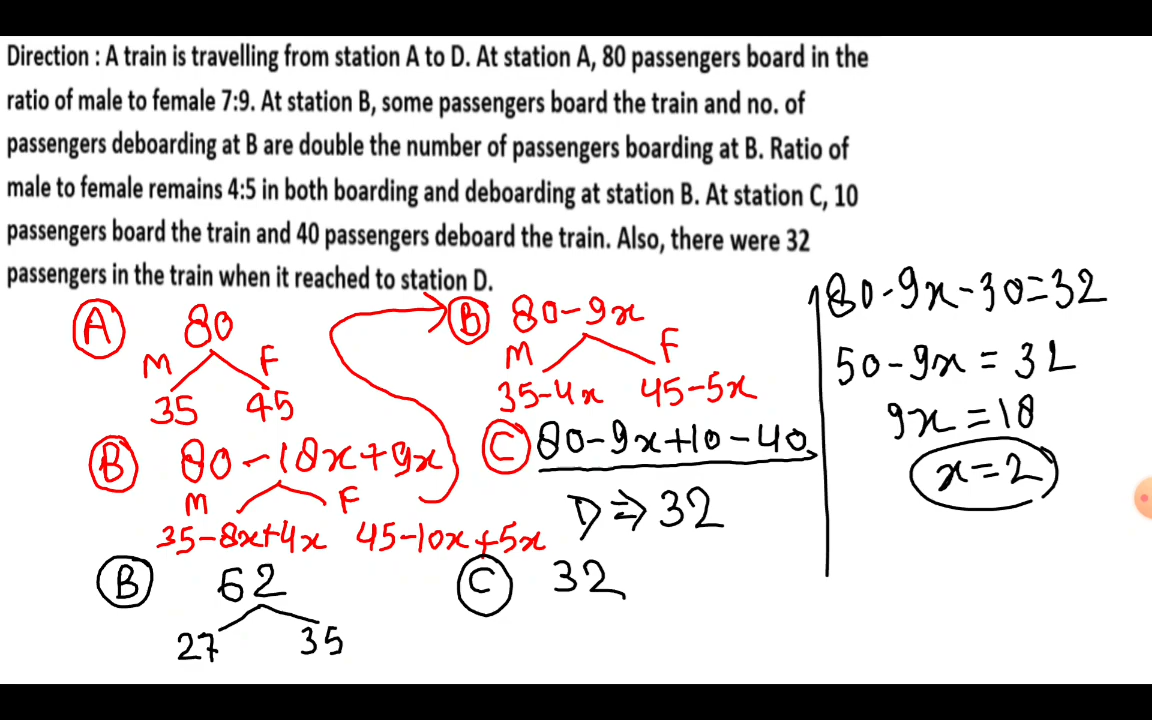 Direction : A train is travelling from station A to D. At station A, 80 passengers board in the
ratio of male to female 7:9. At station B, some passengers board the train and no. of
passengers deboarding at B are double the number of passengers boarding at B. Ratio of
male to female remains 4:5 in both boarding and deboarding at station B. At station C, 10
passengers board the train and 40 passengers deboard the train. Also, there were 32
passengers in the train when it reached to station D.
A 80
M F
35 45
B 80-18x+9x
M F
35-8x+4x 45-10x+5x
B 62
27 35
B 80-9x
M F
35-4x 45-5x
C 80-9x+10-40
D ⇒ 32
C 32
80-9x-30=32
50-9x = 32
9x = 18
x=2